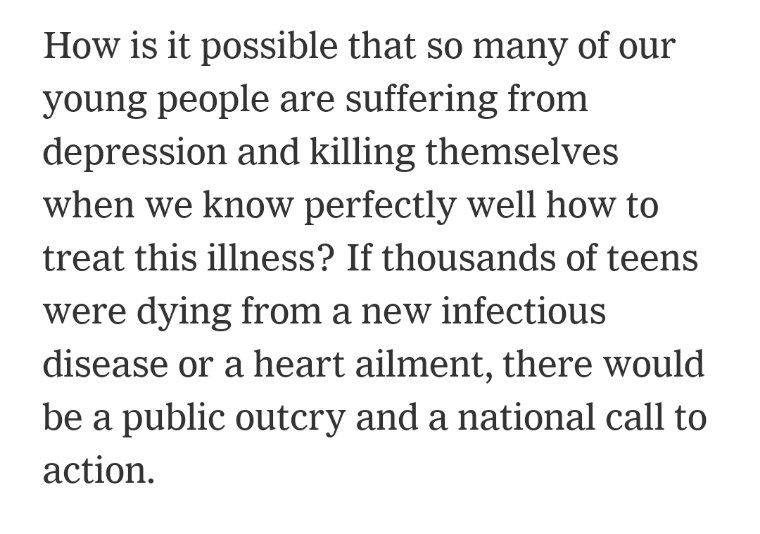 How is it possible that so many of our
young people are suffering from
depression and killing themselves
when we know perfectly well how to
treat this illness? If thousands of teens
were dying from a new infectious
disease or a heart ailment, there would
be a public outcry and a national call to
action.